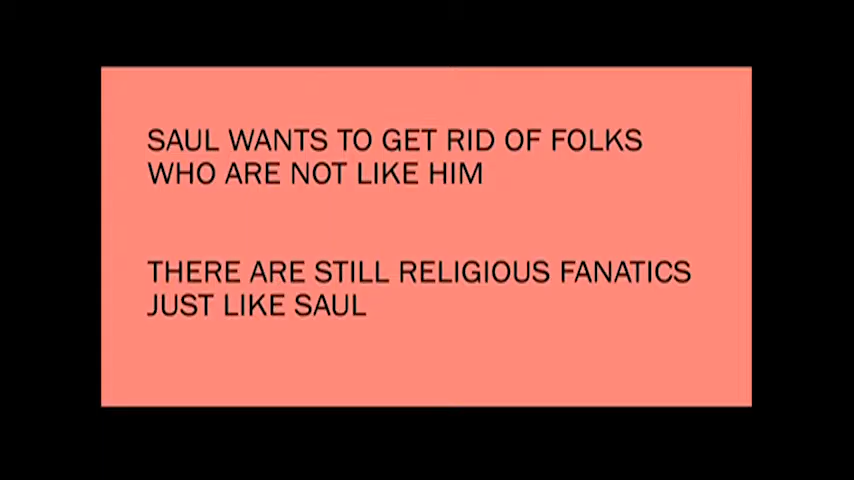 SAUL WANTS TO GET RID OF FOLKS
WHO ARE NOT LIKE HIM
THERE ARE STILL RELIGIOUS FANATICS
JUST LIKE SAUL